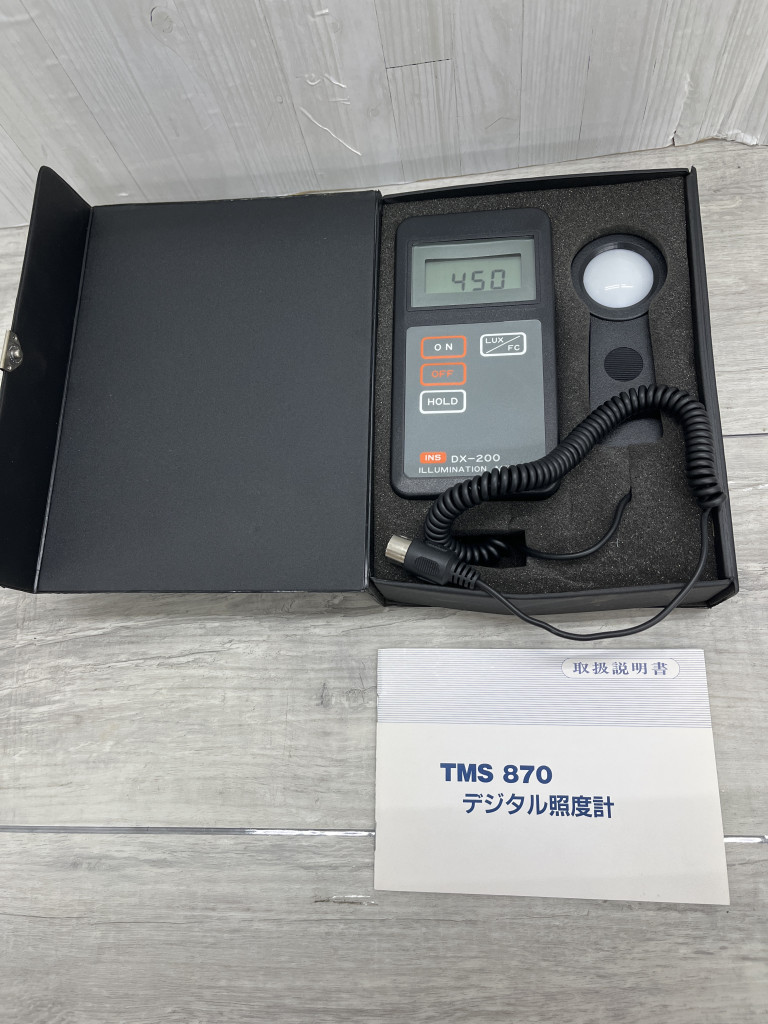 450
ON
LUX/FC
OFF
HOLD
INS DX-200
ILLUMINATION
取扱説明書
TMS 870
デジタル照度計